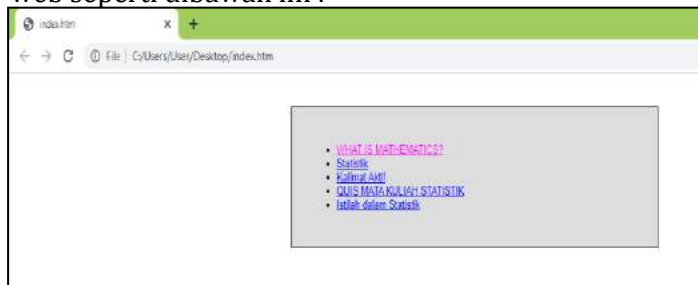 web seperti dibawah ini :
index.htm x +
File | C:/Users/User/Desktop/index.htm
• WHAT IS MATHEMATICS?
• Statistik
• Kalimat Aktif
• QUIS MATA KULIAH STATISTIK
• Istilah dalam Statistik